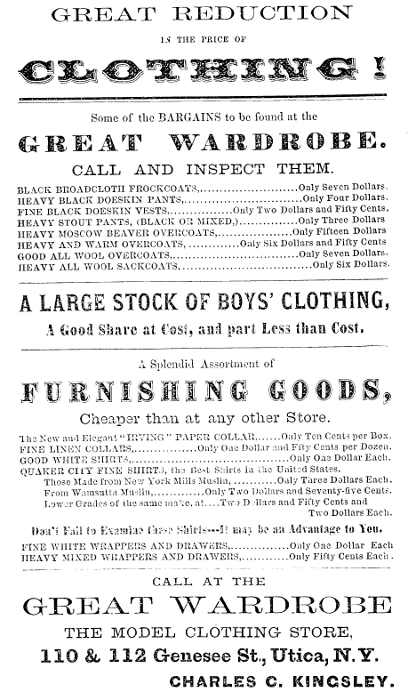 GREAT REDUCTION
IN THE PRICE OF
CLOTHING!
Some of the BARGAINS to be found at the
GREAT WARDROBE.
CALL AND INSPECT THEM.
BLACK BROADCLOTH FROCKCOATS,.......................Only Seven Dollars.
HEAVY BLACK DOESKIN PANTS,...........................Only Four Dollars.
FINE BLACK DOESKIN VESTS...............Only Two Dollars and Fifty Cents.
HEAVY STOUT PANTS, (BLACK OR MIXED,)..............Only Three Dollars
HEAVY MOSCOW BEAVER OVERCOATS,..................Only Fifteen Dollars
HEAVY AND WARM OVERCOATS, .............Only Six Dollars and Fifty Cents
GOOD ALL WOOL OVERCOATS..............................Only Seven Dollars.
HEAVY ALL WOOL SACKCOATS...............................Only Six Dollars.
A LARGE STOCK OF BOYS' CLOTHING,
A Good Share at Cost, and part Less than Cost.
A Splendid Assortment of
FURNISHING GOODS,
Cheaper than at any other Store.
The New and Elegant "IRVING" PAPER COLLAR......Only Ten Cents per Box.
FINE LINEN COLLARS,...............Only One Dollar and Fifty Cents per Dozen.
GOOD WHITE SHIRTS,......................................Only One Dollar Each.
QUAKER CITY FINE SHIRTS, the Best Shirts in the United States.
Those Made from New York Mills Muslin,...........Only Three Dollars Each.
From Wamsutta Muslin,............Only Two Dollars and Seventy-five Cents.
Lower Grades of the same make, at....Two Dollars and Fifty Cents and
Two Dollars Each.
Don't Fail to Examine these Shirts---It may be an Advantage to You.
FINE WHITE WRAPPERS AND DRAWERS,..............Only One Dollar Each
HEAVY MIXED WRAPPERS AND DRAWERS,............Only Fifty Cents Each.
CALL AT THE
GREAT WARDROBE
THE MODEL CLOTHING STORE,
110 & 112 Genesee St., Utica, N.Y.
CHARLES C. KINGSLEY.